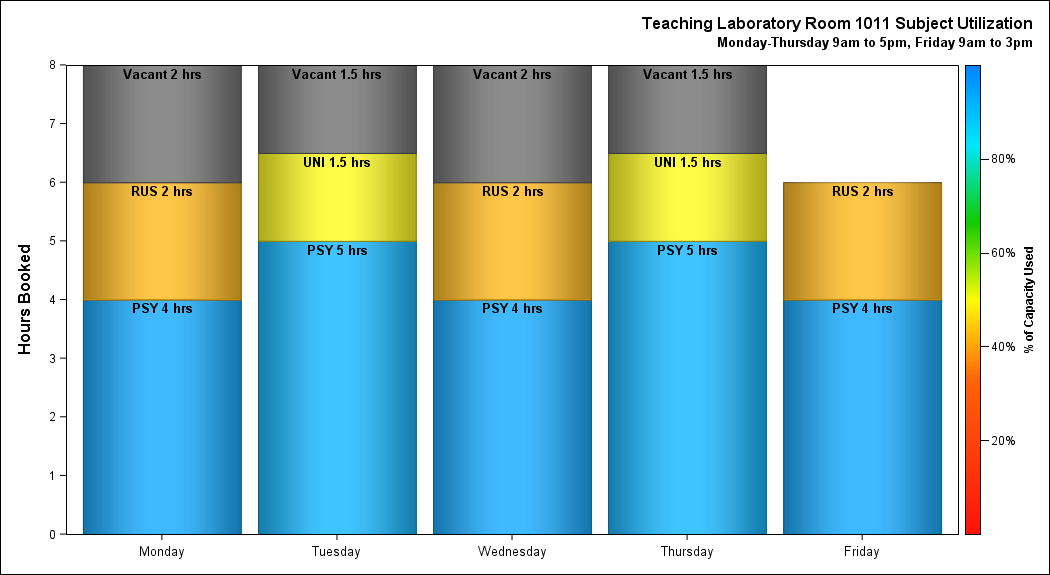 Teaching Laboratory Room 1011 Subject Utilization
Monday-Thursday 9am to 5pm, Friday 9am to 3pm
Hours Booked
8
7
6
5
4
3
2
1
0
Vacant 2 hrs
RUS 2 hrs
PSY 4 hrs
Vacant 1.5 hrs
UNI 1.5 hrs
PSY 5 hrs
Vacant 2 hrs
RUS 2 hrs
PSY 4 hrs
Vacant 1.5 hrs
UNI 1.5 hrs
PSY 5 hrs
RUS 2 hrs
PSY 4 hrs
Monday
Tuesday
Wednesday
Thursday
Friday
80%
60%
40%
20%
% of Capacity Used